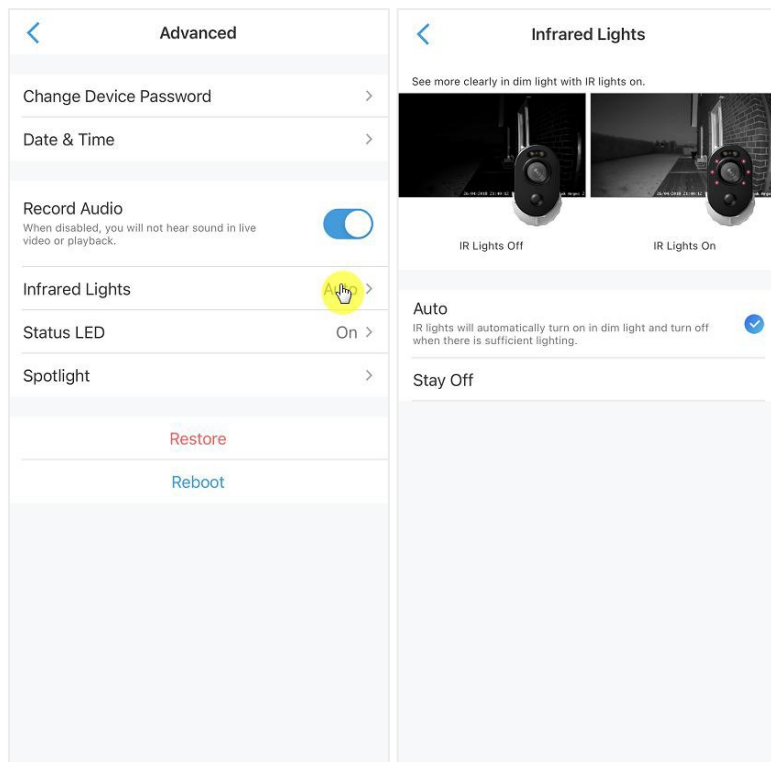 Advanced
Change Device Password
Date & Time
Record Audio
When disabled, you will not hear sound in live
video or playback.
Infrared Lights
Auto
Status LED
On
Spotlight
Restore
Reboot
Infrared Lights
See more clearly in dim light with IR lights on.
IR Lights Off
IR Lights On
Auto
IR lights will automatically turn on in dim light and turn off
when there is sufficient lighting.
Stay Off